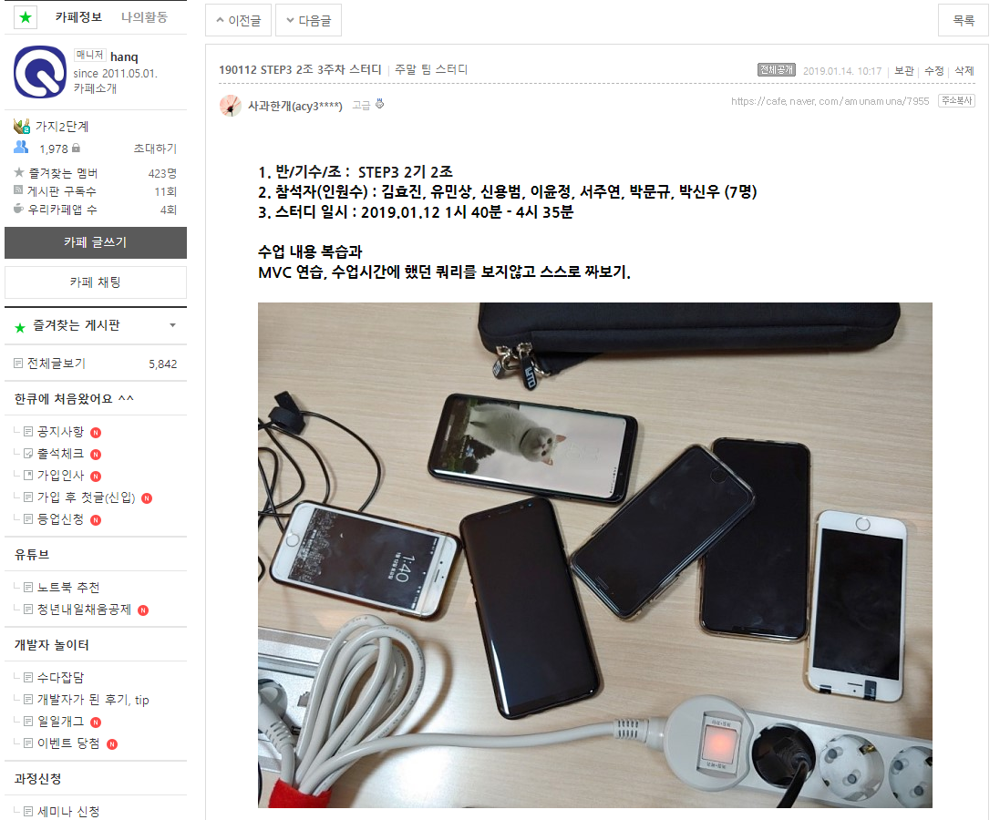 카페정보 나의활동
매니저 hanq
since 2011.05.01.
카페소개
가지2단계
1,978 초대하기
즐겨찾는 멤버 423명
게시판 구독수 11회
우리카페앱 수 4회
카페 글쓰기
카페 채팅
즐겨찾는 게시판
전체글보기 5,842
한큐에 처음왔어요 ^^
공지사항 N
출석체크 N
가입인사 N
가입 후 첫글(신입) N
등업신청 N
유튜브
노트북 추천
청년내일채움공제 N
개발자 놀이터
수다잡담
개발자가 된 후기, tip
일일개그 N
이벤트 당첨 N
과정신청
세미나 신청
이전글 다음글 목록
190112 STEP3 2조 3주차 스터디 | 주말 팀 스터디 전체공개 2019.01.14. 10:17 | 보관 | 수정 | 삭제
사과한개(acy3****) 고급 https://cafe.naver.com/amunamuna/7955 주소복사
1. 반/기수/조 : STEP3 2기 2조
2. 참석자(인원수) : 김효진, 유민상, 신용범, 이윤정, 서주연, 박문규, 박신우 (7명)
3. 스터디 일시 : 2019.01.12 1시 40분 - 4시 35분
수업 내용 복습과
MVC 연습, 수업시간에 했던 쿼리를 보지않고 스스로 짜보기.
1:40